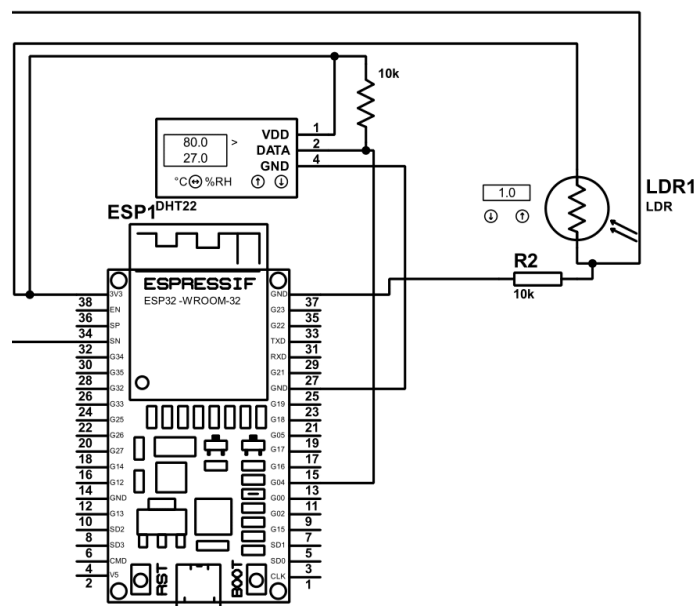 10k
80.0 >
27.0
°C %RH
VDD 1
DATA 2
GND 4
DHT22
ESP1
1.0
LDR1
LDR
R2
10k
ESPRESSIF
ESP32 -WROOM-32
3V3 GND
38 EN G23 37
36 SP G22 35
34 SN TXD 33
32 G34 RXD 31
30 G35 G21 29
28 G32 GND 27
26 G33 G19 25
24 G25 G18 23
22 G26 G05 21
20 G27 G17 19
18 G14 G16 17
16 G12 G04 15
14 GND G00 13
12 G13 G02 11
10 SD2 G15 9
8 SD3 SD1 7
6 CMD SD0 5
4 V5 CLK 3
2 1
RST
BOOT